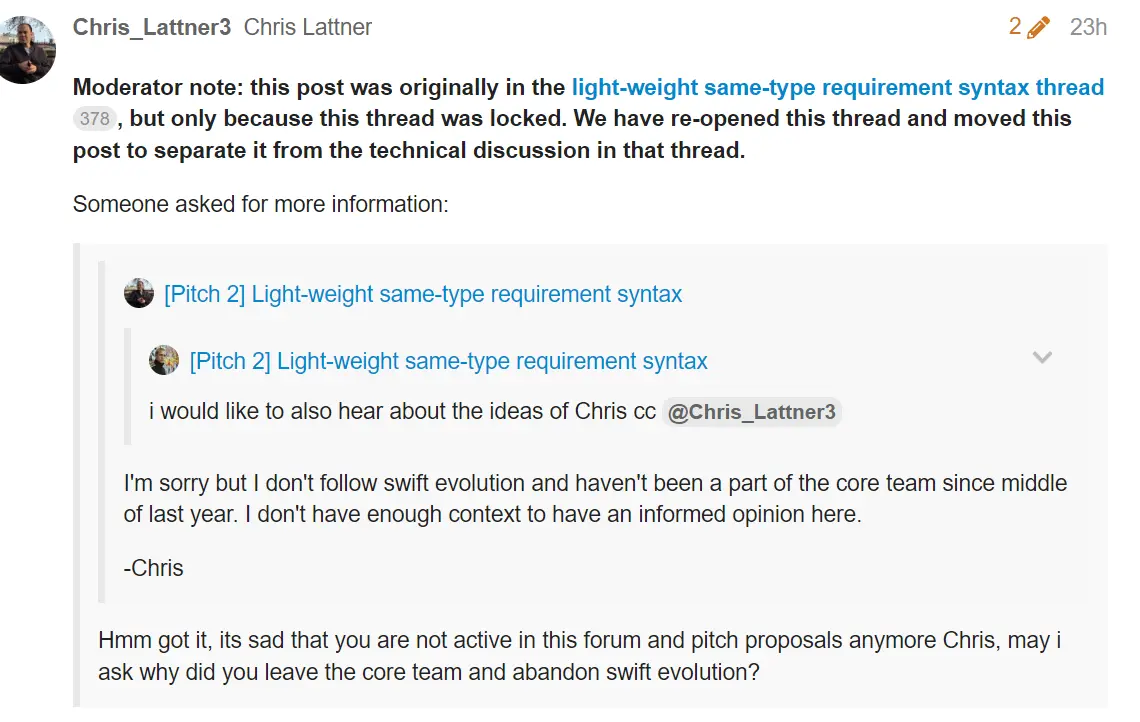 Chris_Lattner3 Chris Lattner 2 23h
Moderator note: this post was originally in the light-weight same-type requirement syntax thread
378 , but only because this thread was locked. We have re-opened this thread and moved this
post to separate it from the technical discussion in that thread.
Someone asked for more information:
[Pitch 2] Light-weight same-type requirement syntax
[Pitch 2] Light-weight same-type requirement syntax
i would like to also hear about the ideas of Chris cc @Chris_Lattner3
I'm sorry but I don't follow swift evolution and haven't been a part of the core team since middle
of last year. I don't have enough context to have an informed opinion here.
-Chris
Hmm got it, its sad that you are not active in this forum and pitch proposals anymore Chris, may i
ask why did you leave the core team and abandon swift evolution?